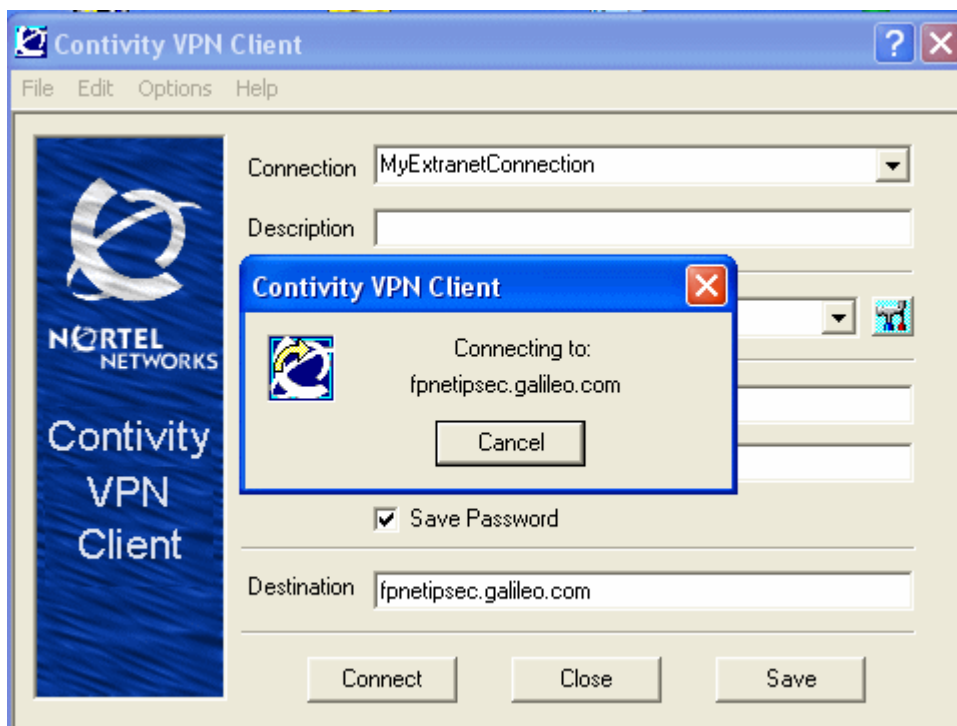 Contivity VPN Client
File Edit Options Help
Connection MyExtranetConnection
Description
Contivity VPN Client
Connecting to:
fpnetipsec.galileo.com
Cancel
NORTEL
NETWORKS
Contivity
VPN
Client
Save Password
Destination fpnetipsec.galileo.com
Connect Close Save